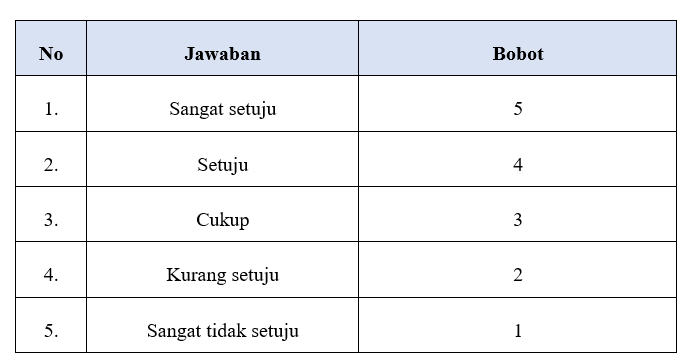 No Jawaban Bobot
1. Sangat setuju 5
2. Setuju 4
3. Cukup 3
4. Kurang setuju 2
5. Sangat tidak setuju 1